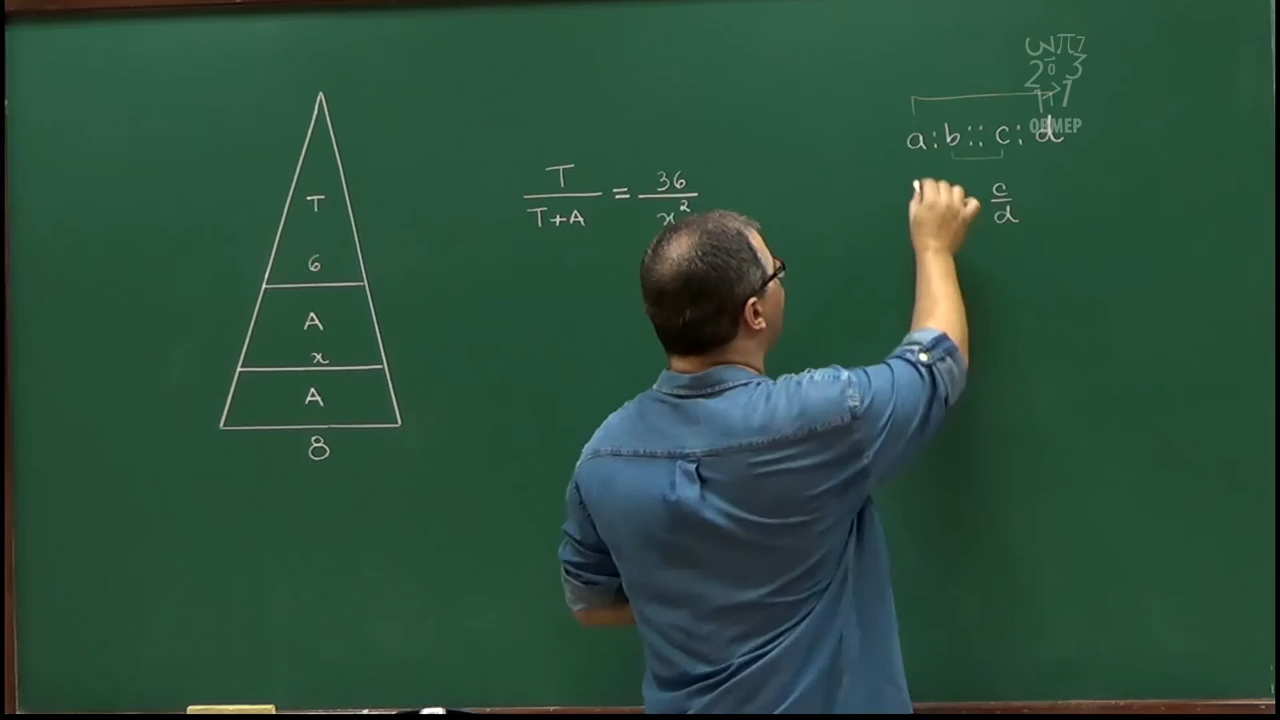 T
6
A
x
A
8
T/(T+A) = 36/x²
a:b::c:d
c/d
OBMEP